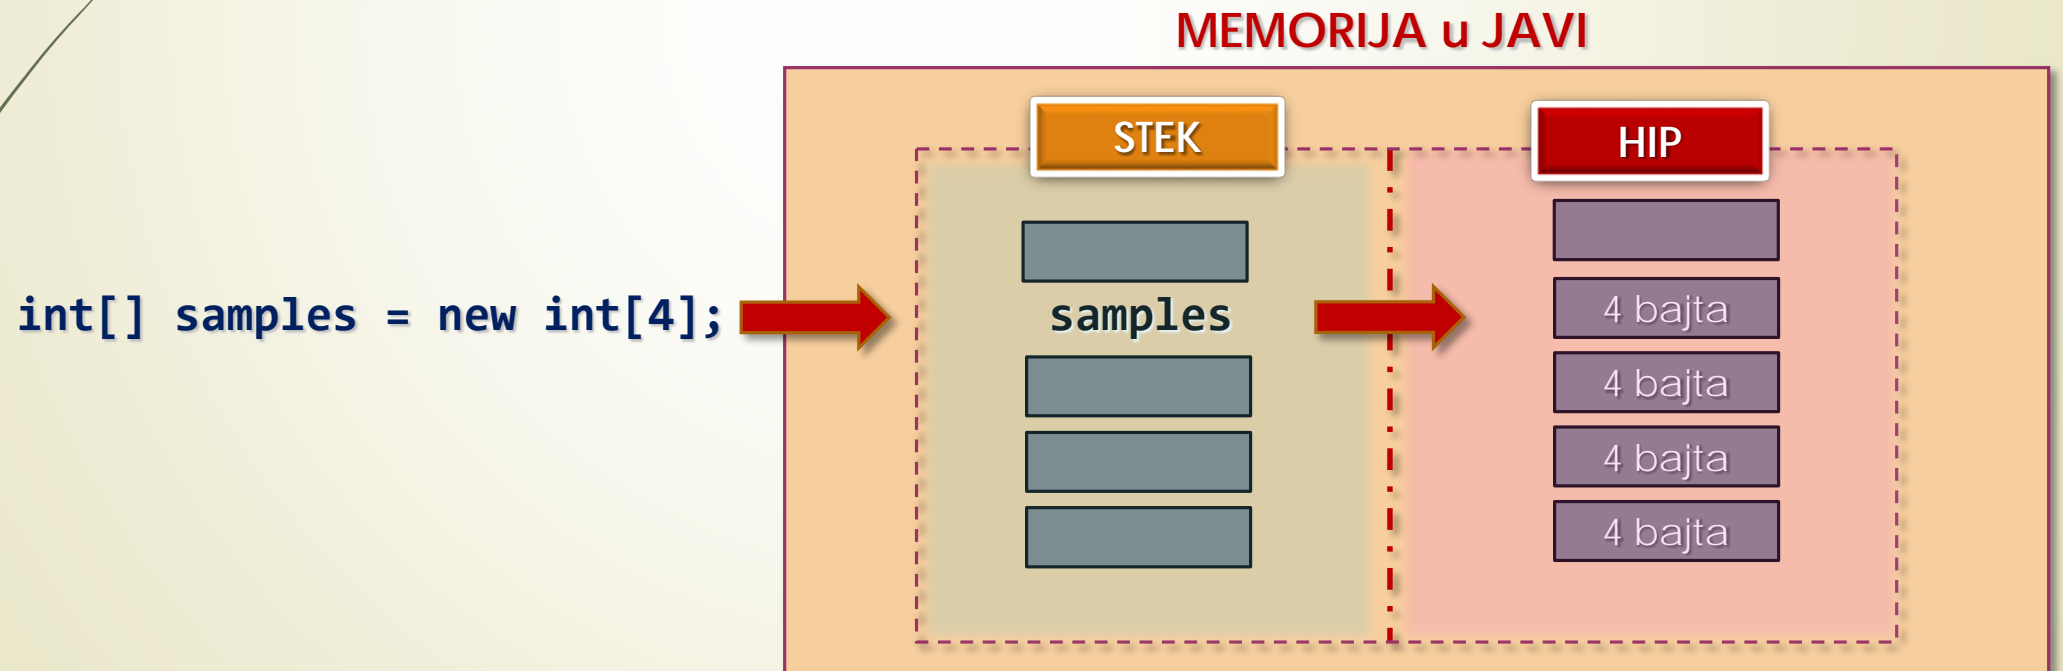 MEMORIJA u JAVI
STEK
HIP
int[] samples = new int[4];
samples
4 bajta
4 bajta
4 bajta
4 bajta